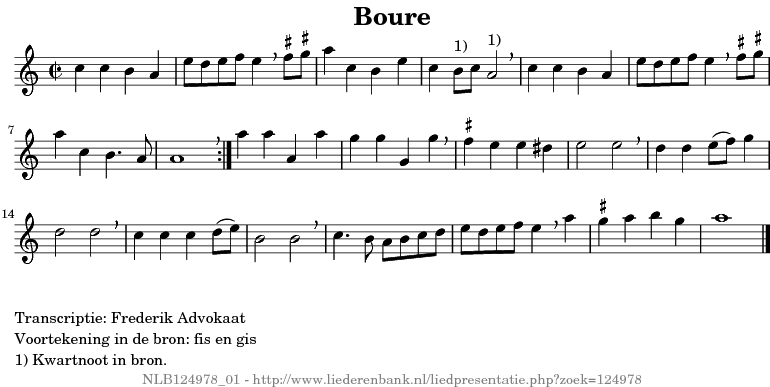 Boure
1) 1)
7
14
Transcriptie: Frederik Advokaat
Voortekening in de bron: fis en gis
1) Kwartnoot in bron.
NLB124978_01 - http://www.liederenbank.nl/liedpresentatie.php?zoek=124978